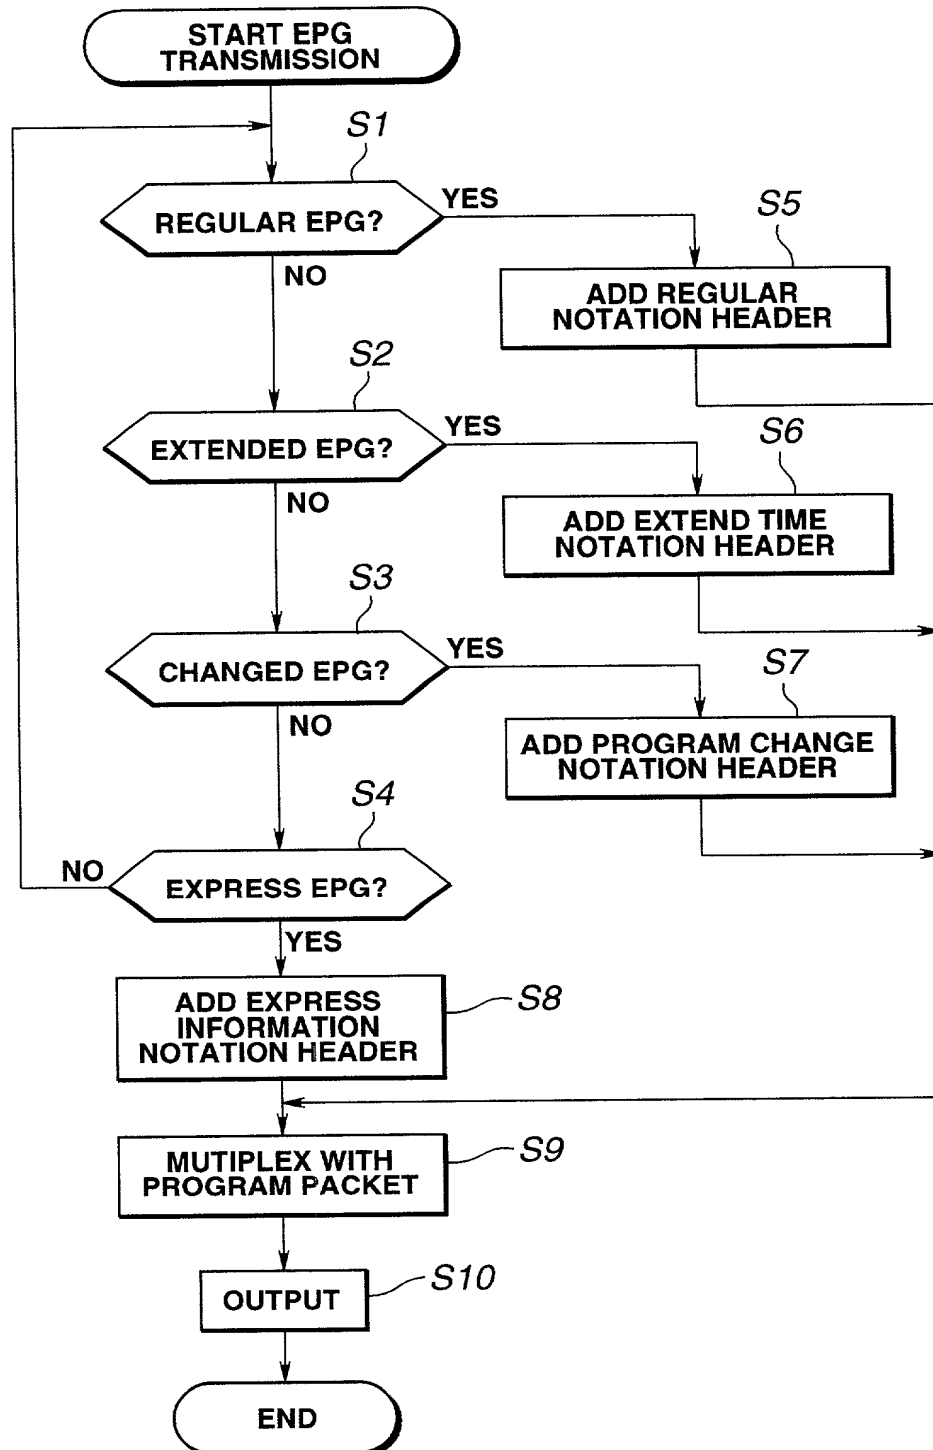 START EPG
TRANSMISSION
S1
REGULAR EPG?
YES
NO
S5
ADD REGULAR
NOTATION HEADER
S2
EXTENDED EPG?
YES
NO
S6
ADD EXTEND TIME
NOTATION HEADER
S3
CHANGED EPG?
YES
NO
S7
ADD PROGRAM CHANGE
NOTATION HEADER
S4
EXPRESS EPG?
NO
YES
ADD EXPRESS
INFORMATION
NOTATION HEADER
S8
MUTIPLEX WITH
PROGRAM PACKET
S9
OUTPUT
S10
END